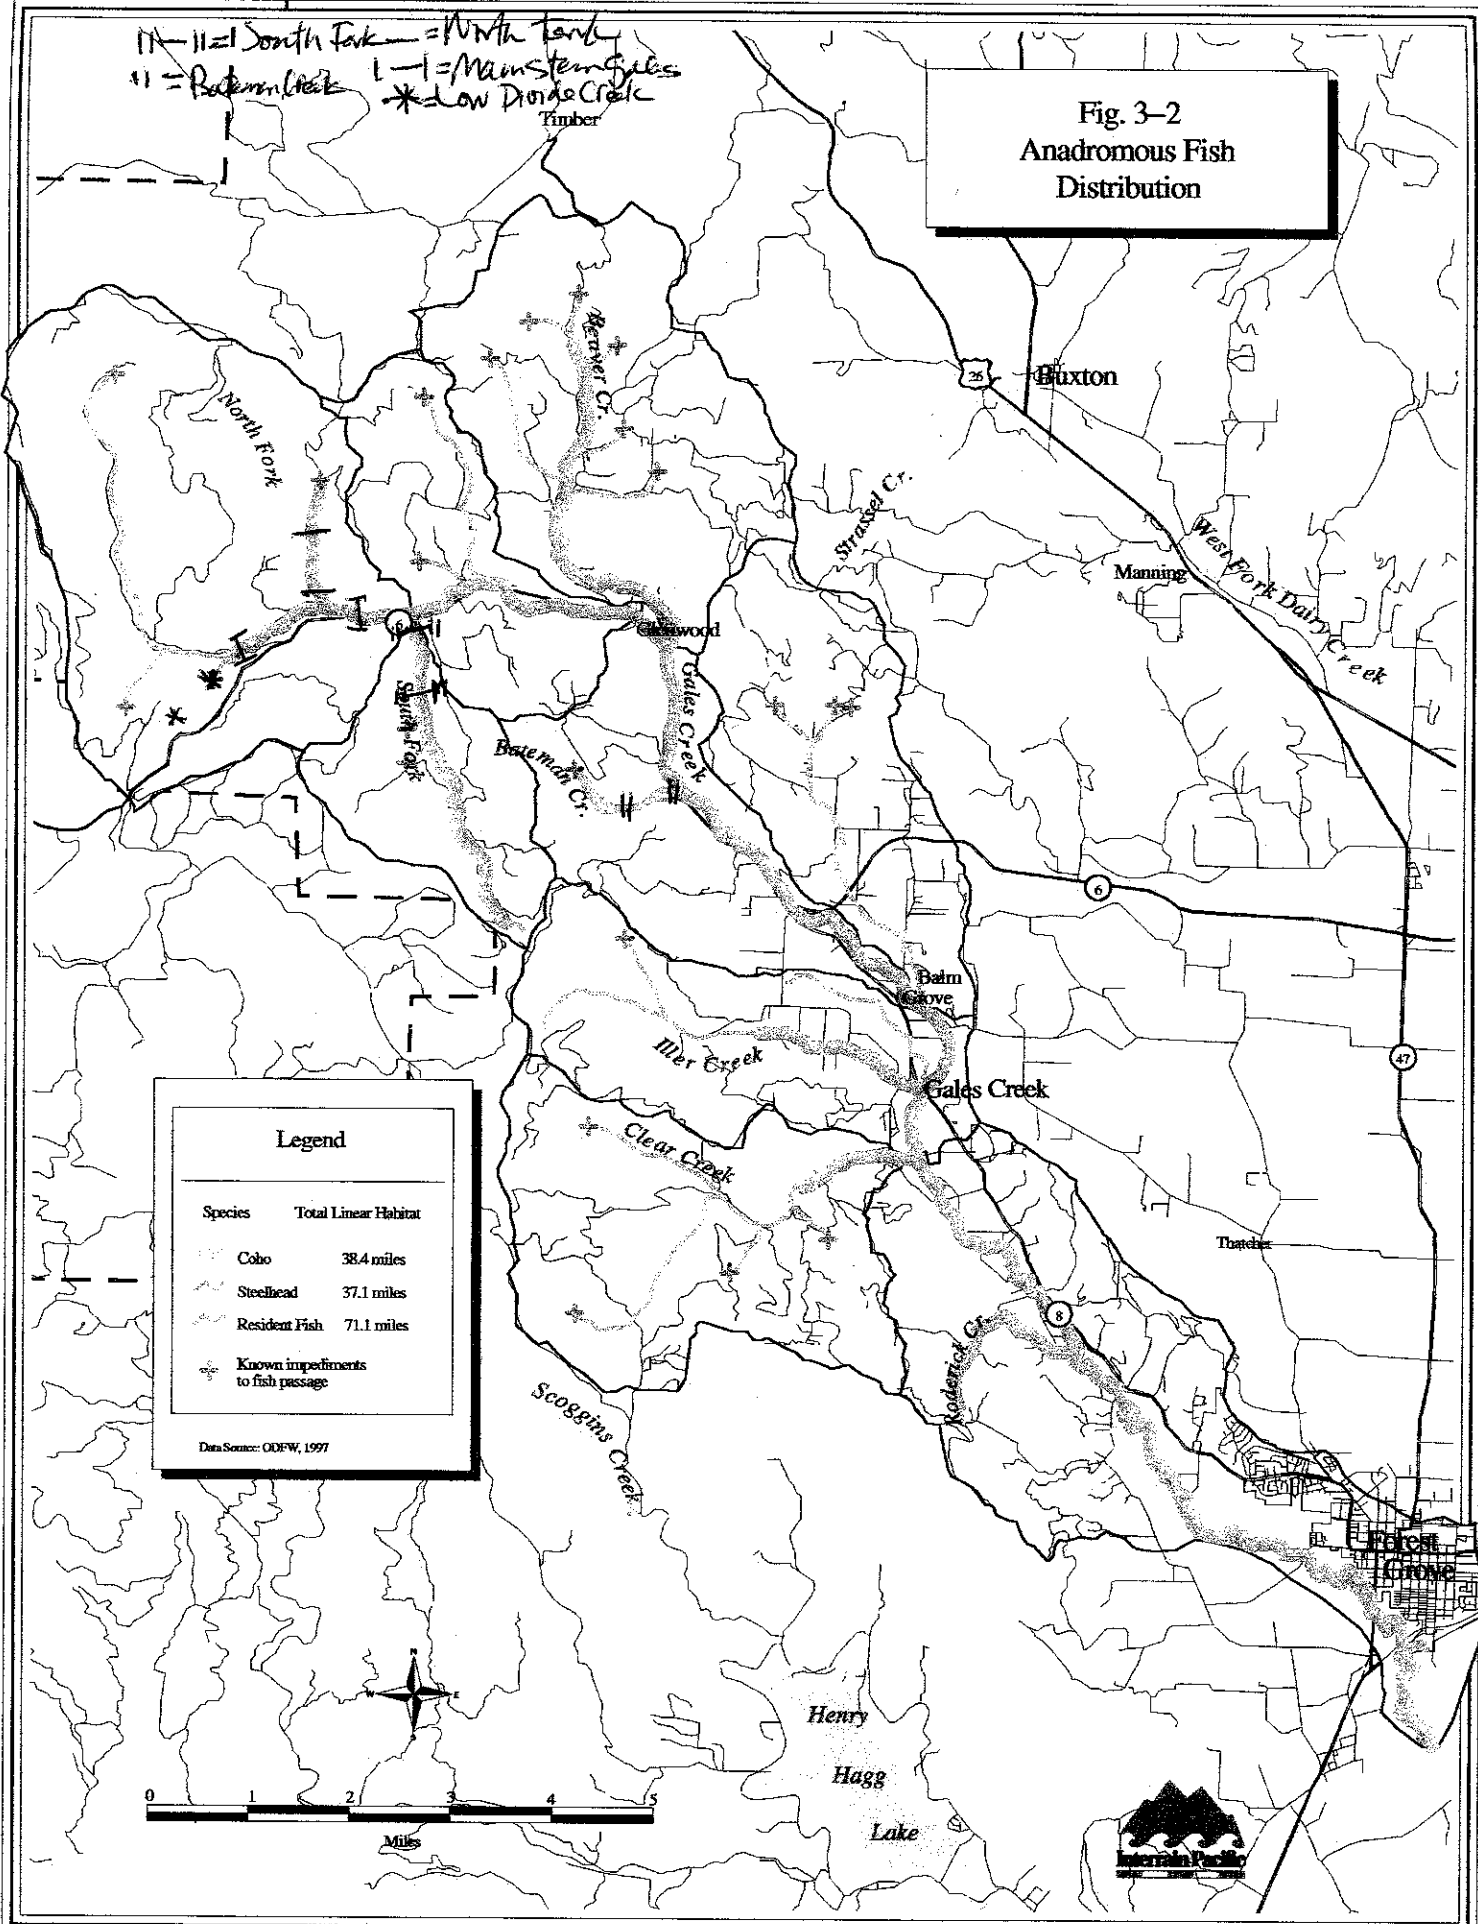 = South Fork — = North Fork
= Bateman Creek = Mainstem Gales
* = Low Divide Creek
Timber
Fig. 3–2
Anadromous Fish
Distribution
Beaver Cr.
26
Buxton
North Fork
Strassel Cr.
West Fork Dairy Creek
Manning
6
Glenwood
Gales Creek
South Fork
Bateman Cr.
6
Balm
Grove
Iller Creek
47
Gales Creek
Clear Creek
Legend
Species Total Linear Habitat
Coho 38.4 miles
Steelhead 37.1 miles
Resident Fish 71.1 miles
Known impediments
to fish passage
Data Source: ODFW, 1997
Thatcher
8
Roderick Cr.
Scoggins Creek
Forest
Grove
N
W E
S
Henry
Hagg
Lake
0 1 2 3 4 5
Miles
Interrain Pacific